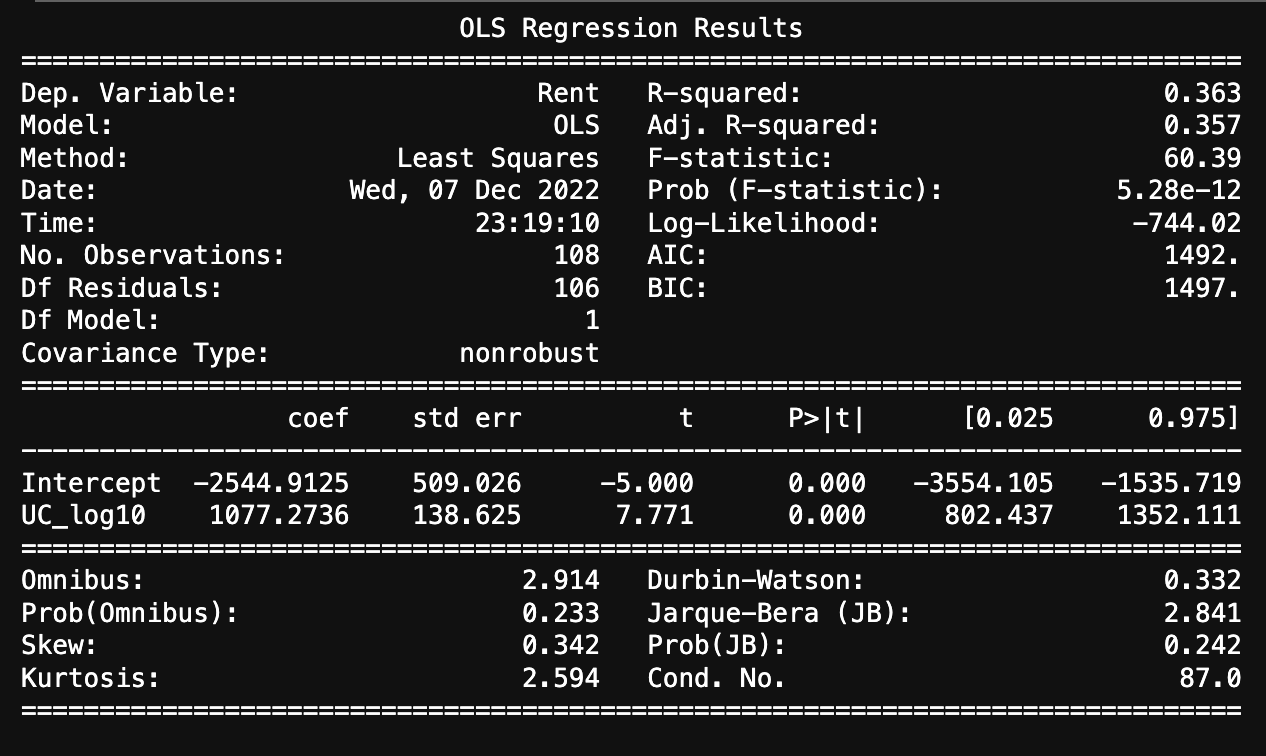 OLS Regression Results
==============================================================================
Dep. Variable:                   Rent   R-squared:                       0.363
Model:                            OLS   Adj. R-squared:                  0.357
Method:                 Least Squares   F-statistic:                     60.39
Date:                Wed, 07 Dec 2022   Prob (F-statistic):           5.28e-12
Time:                        23:19:10   Log-Likelihood:                -744.02
No. Observations:                 108   AIC:                             1492.
Df Residuals:                     106   BIC:                             1497.
Df Model:                           1
Covariance Type:            nonrobust
==============================================================================
                 coef    std err          t      P>|t|      [0.025      0.975]
------------------------------------------------------------------------------
Intercept  -2544.9125    509.026     -5.000      0.000   -3554.105   -1535.719
UC_log10    1077.2736    138.625      7.771      0.000     802.437    1352.111
==============================================================================
Omnibus:                        2.914   Durbin-Watson:                   0.332
Prob(Omnibus):                  0.233   Jarque-Bera (JB):                2.841
Skew:                           0.342   Prob(JB):                        0.242
Kurtosis:                       2.594   Cond. No.                         87.0
==============================================================================